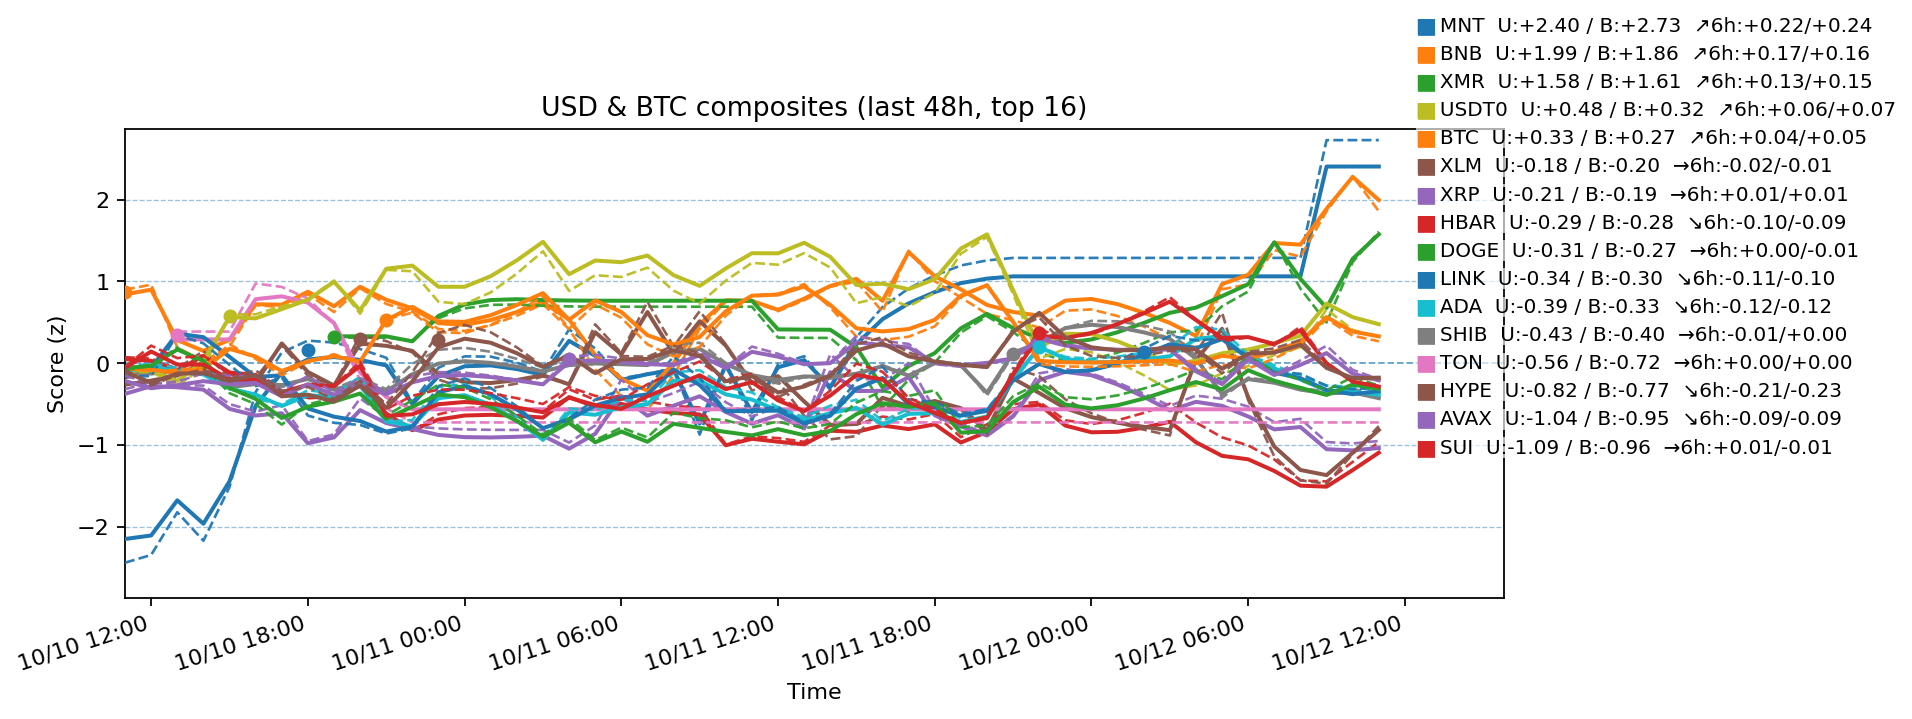 MNT  U:+2.40 / B:+2.73  ↗6h:+0.22/+0.24
BNB  U:+1.99 / B:+1.86  ↗6h:+0.17/+0.16
XMR  U:+1.58 / B:+1.61  ↗6h:+0.13/+0.15
USDT0  U:+0.48 / B:+0.32  ↗6h:+0.06/+0.07
BTC  U:+0.33 / B:+0.27  ↗6h:+0.04/+0.05
XLM  U:-0.18 / B:-0.20  →6h:-0.02/-0.01
XRP  U:-0.21 / B:-0.19  →6h:+0.01/+0.01
HBAR  U:-0.29 / B:-0.28  ↘6h:-0.10/-0.09
DOGE  U:-0.31 / B:-0.27  →6h:+0.00/-0.01
LINK  U:-0.34 / B:-0.30  ↘6h:-0.11/-0.10
ADA  U:-0.39 / B:-0.33  ↘6h:-0.12/-0.12
SHIB  U:-0.43 / B:-0.40  →6h:-0.01/+0.00
TON  U:-0.56 / B:-0.72  →6h:+0.00/+0.00
HYPE  U:-0.82 / B:-0.77  ↘6h:-0.21/-0.23
AVAX  U:-1.04 / B:-0.95  ↘6h:-0.09/-0.09
SUI  U:-1.09 / B:-0.96  →6h:+0.01/-0.01
USD & BTC composites (last 48h, top 16)
Score (z)
2
1
0
−1
−2
10/10 12:00
10/10 18:00
10/11 00:00
10/11 06:00
10/11 12:00
10/11 18:00
10/12 00:00
10/12 06:00
10/12 12:00
Time